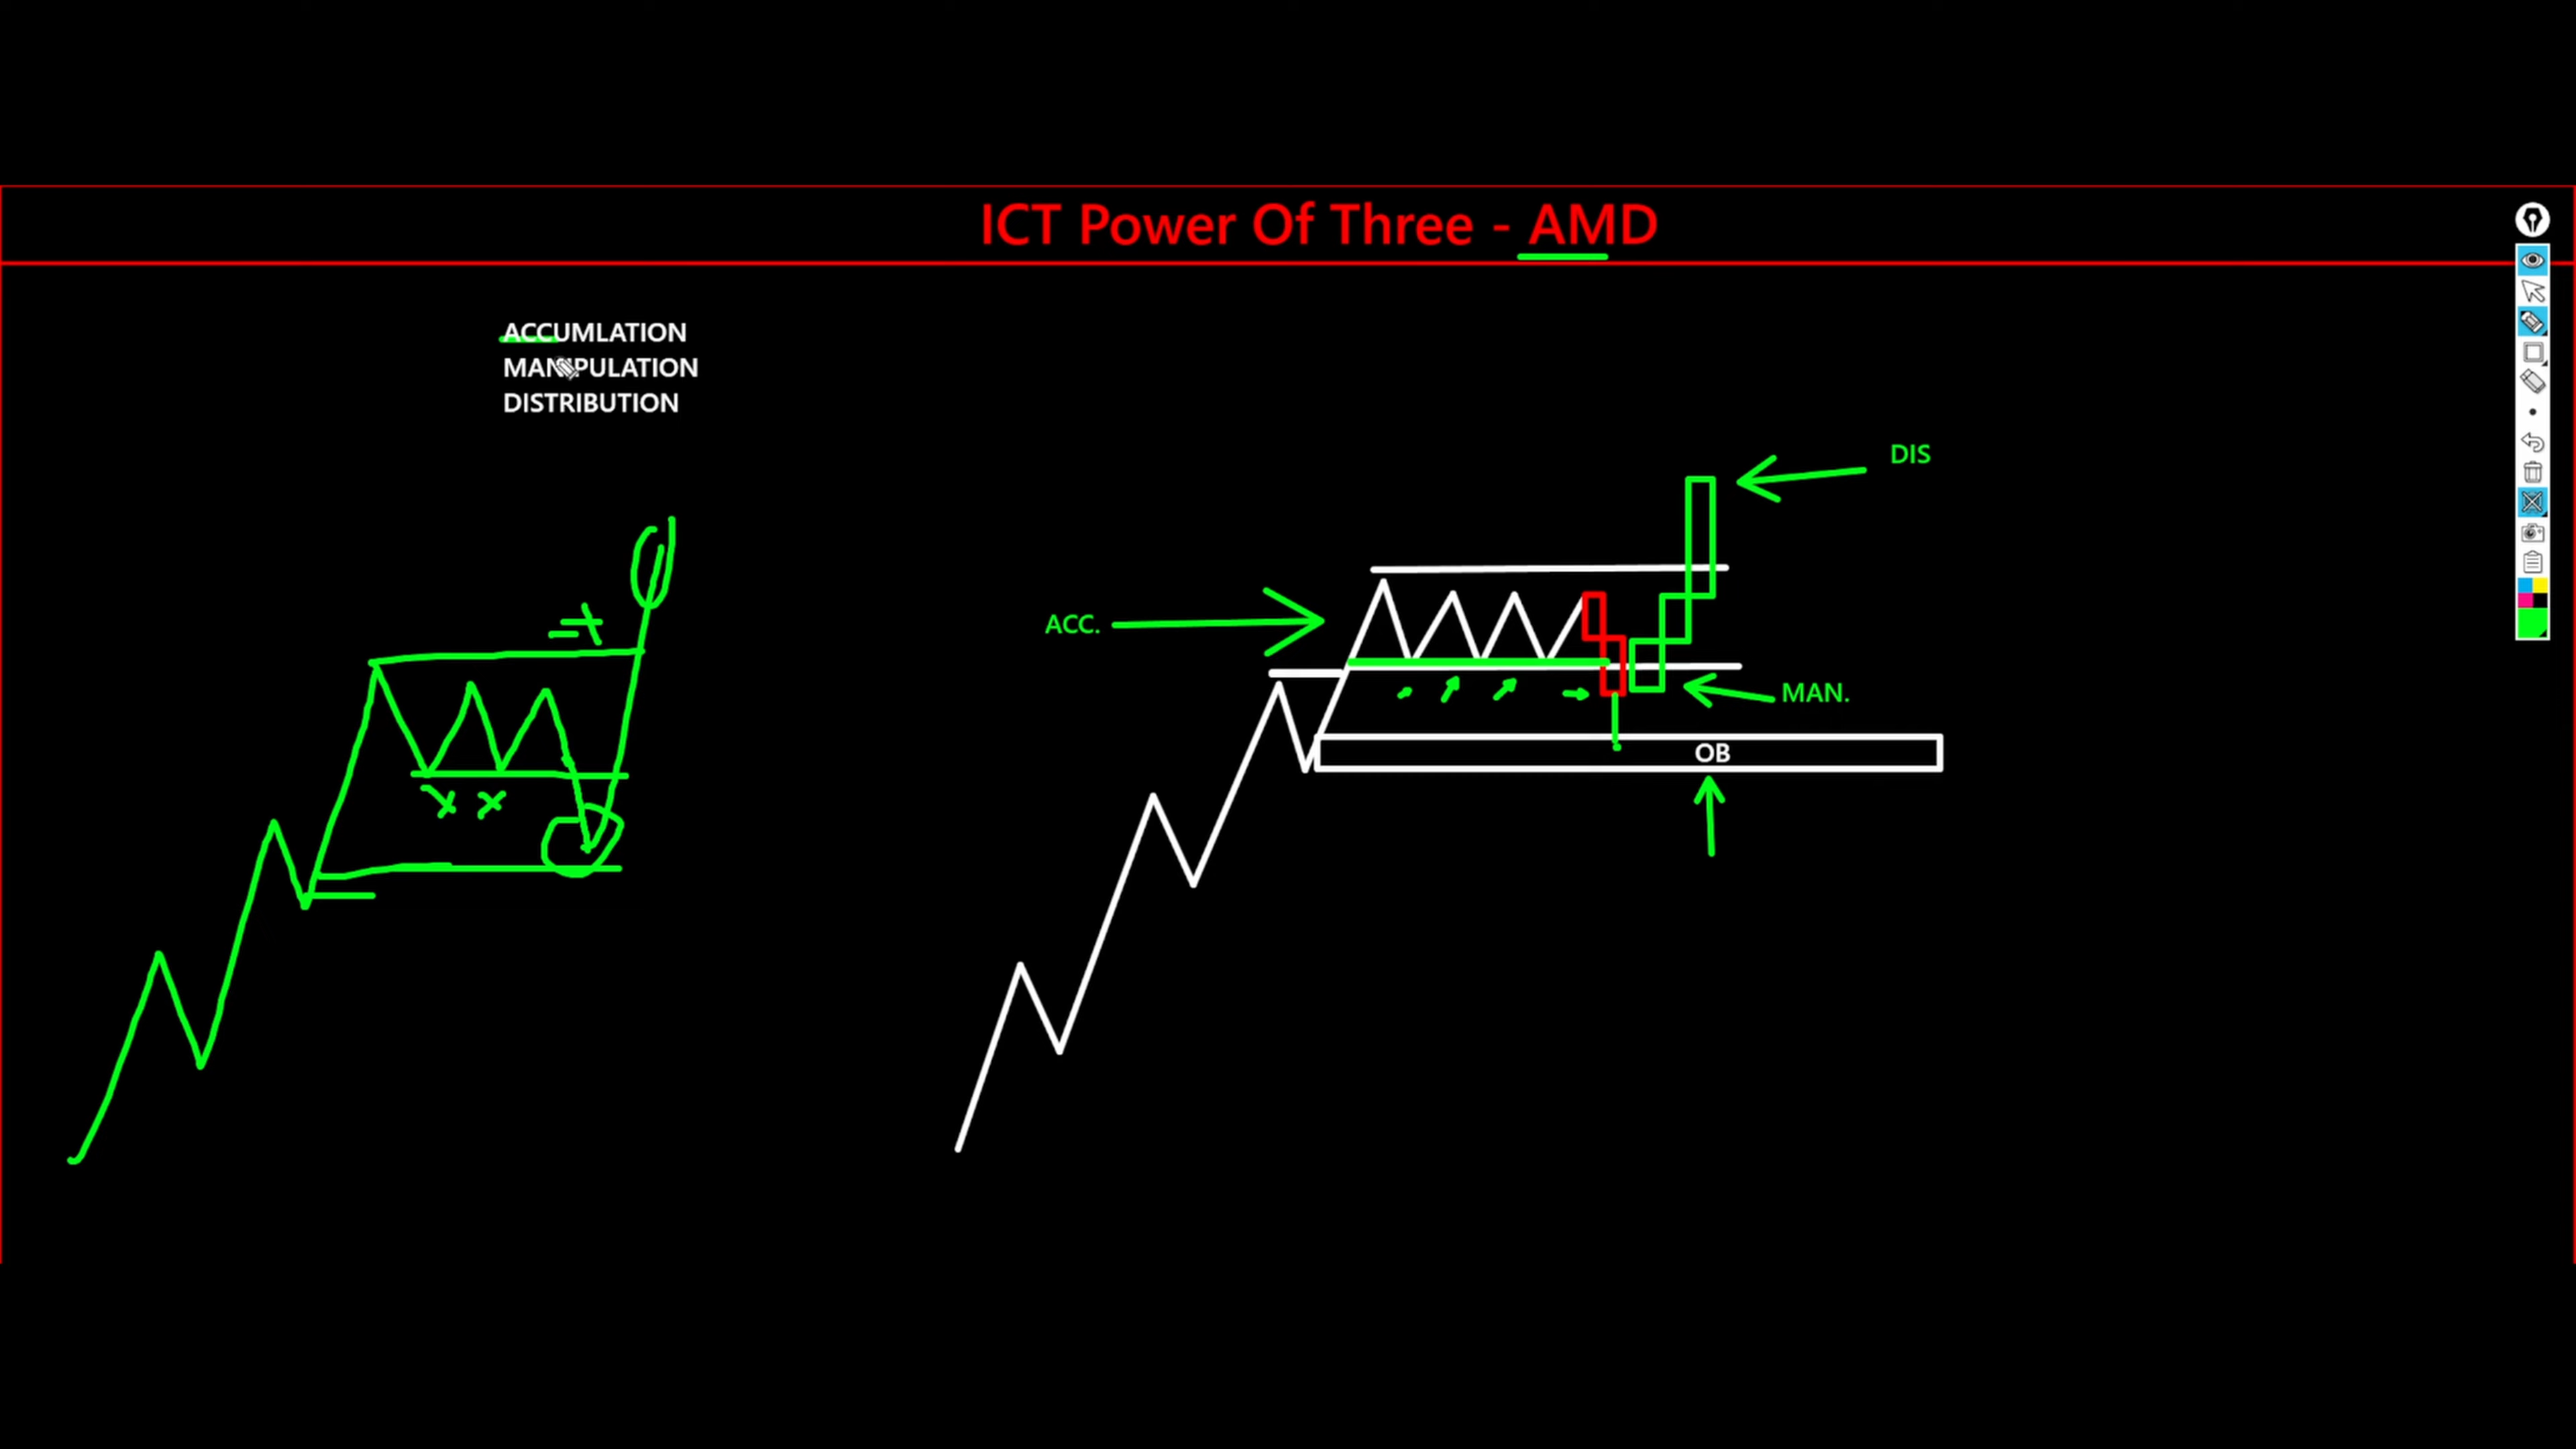 ICT Power Of Three - AMD
ACCUMLATION
MANIPULATION
DISTRIBUTION
DIS
ACC.
MAN.
OB